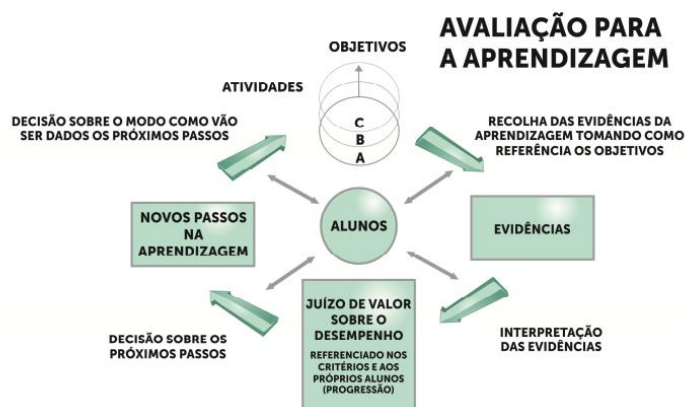 AVALIAÇÃO PARA
A APRENDIZAGEM
OBJETIVOS
ATIVIDADES
C
B
A
DECISÃO SOBRE O MODO COMO VÃO
SER DADOS OS PRÓXIMOS PASSOS
RECOLHA DAS EVIDÊNCIAS DA
APRENDIZAGEM TOMANDO COMO
REFERÊNCIA OS OBJETIVOS
NOVOS PASSOS
NA
APRENDIZAGEM
ALUNOS
EVIDÊNCIAS
JUÍZO DE VALOR
SOBRE O
DESEMPENHO
REFERENCIADO NOS
CRITÉRIOS E AOS
PRÓPRIOS ALUNOS
(PROGRESSÃO)
DECISÃO SOBRE OS
PRÓXIMOS PASSOS
INTERPRETAÇÃO
DAS EVIDÊNCIAS